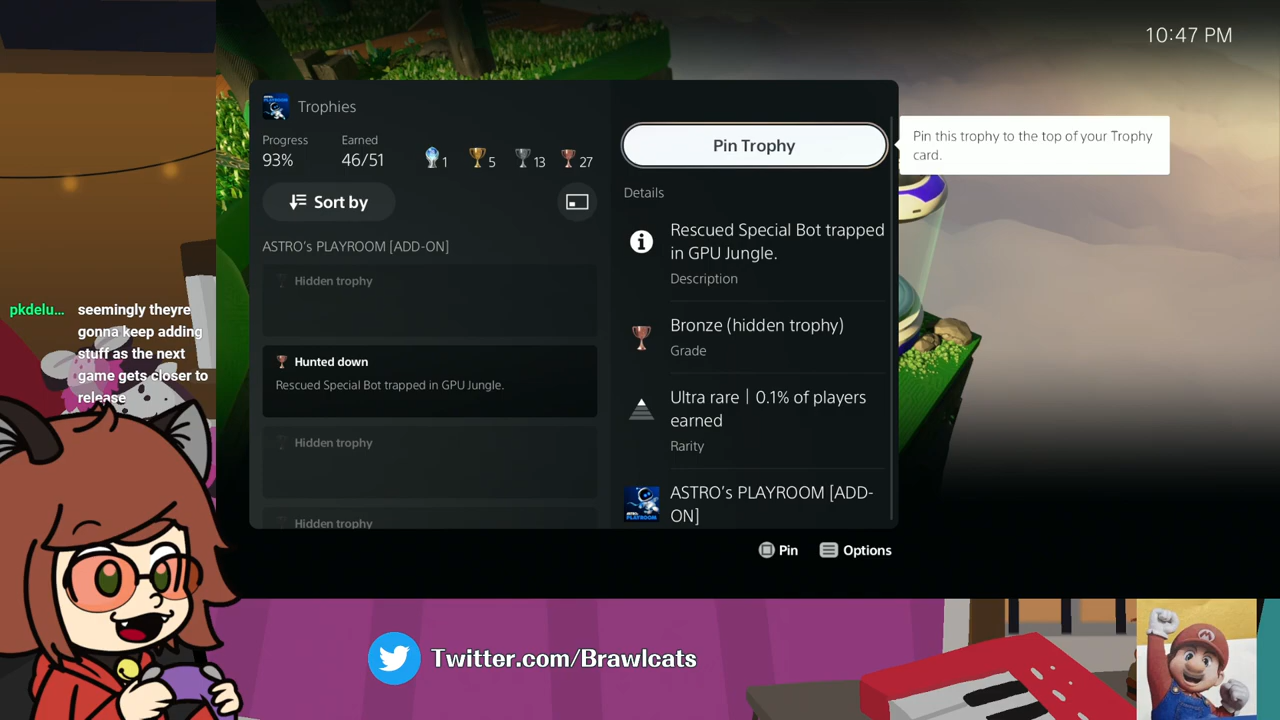 10:47 PM
Trophies
Progress
93%
Earned
46/51
1
5
13
27
Sort by
ASTRO's PLAYROOM [ADD-ON]
Hidden trophy
Hunted down
Rescued Special Bot trapped in GPU Jungle.
Hidden trophy
Hidden trophy
Pin Trophy
Pin this trophy to the top of your Trophy
card.
Details
Rescued Special Bot trapped
in GPU Jungle.
Description
Bronze (hidden trophy)
Grade
Ultra rare | 0.1% of players
earned
Rarity
ASTRO's PLAYROOM [ADD-
ON]
Pin
Options
pkdelu... seemingly theyre
gonna keep adding
stuff as the next
game gets closer to
release
Twitter.com/Brawlcats